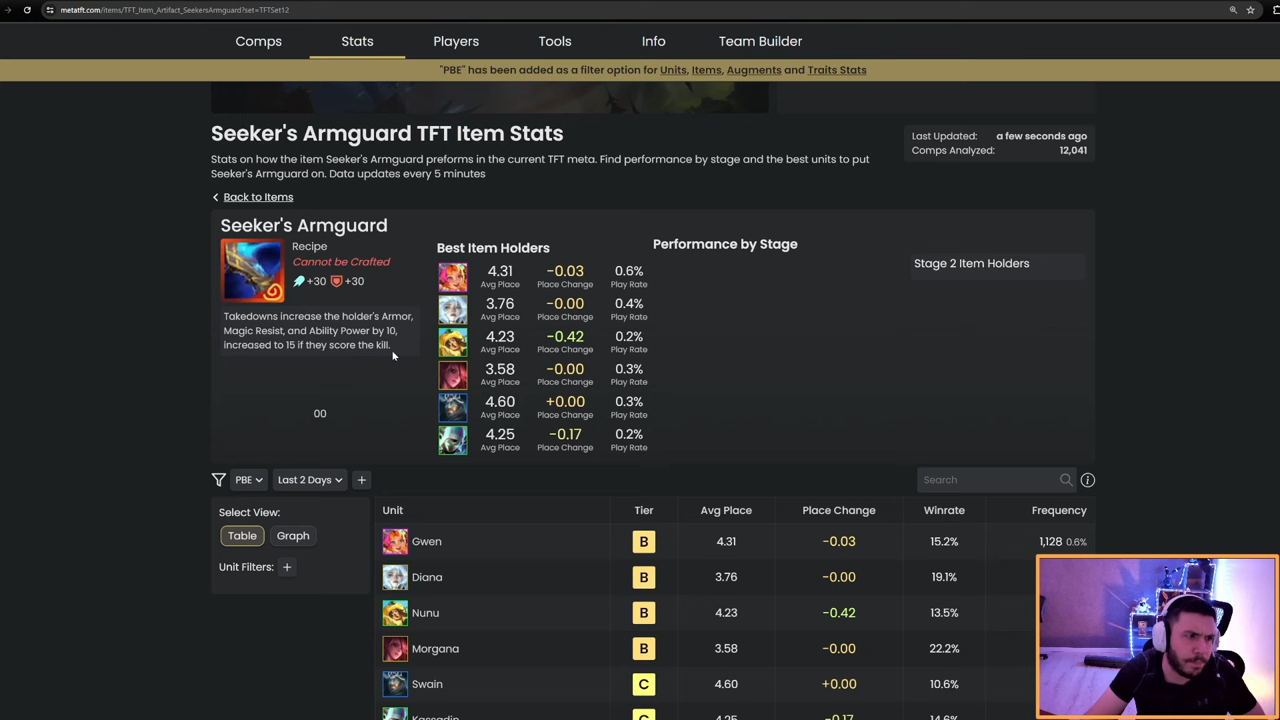 metatft.com/items/TFT_Item_Artifact_SeekersArmguard?set=TFTSet12
Comps Stats Players Tools Info Team Builder
"PBE" has been added as a filter option for Units, Items, Augments and Traits Stats
Seeker's Armguard TFT Item Stats
Stats on how the item Seeker's Armguard preforms in the current TFT meta. Find performance by stage and the best units to put
Seeker's Armguard on. Data updates every 5 minutes
Last Updated: a few seconds ago
Comps Analyzed: 12,041
Back to Items
Seeker's Armguard
Recipe
Cannot be Crafted
+30 +30
Takedowns increase the holder's Armor,
Magic Resist, and Ability Power by 10,
increased to 15 if they score the kill.
00
Best Item Holders
4.31 -0.03 0.6%
Avg Place Place Change Play Rate
3.76 -0.00 0.4%
Avg Place Place Change Play Rate
4.23 -0.42 0.2%
Avg Place Place Change Play Rate
3.58 -0.00 0.3%
Avg Place Place Change Play Rate
4.60 +0.00 0.3%
Avg Place Place Change Play Rate
4.25 -0.17 0.2%
Avg Place Place Change Play Rate
Performance by Stage
Stage 2 Item Holders
PBE Last 2 Days +
Search
Select View:
Table Graph
Unit Filters: +
Unit Tier Avg Place Place Change Winrate Frequency
Gwen B 4.31 -0.03 15.2% 1,128 0.6%
Diana B 3.76 -0.00 19.1%
Nunu B 4.23 -0.42 13.5%
Morgana B 3.58 -0.00 22.2%
Swain C 4.60 +0.00 10.6%
Kassadin C 4.25 -0.17 14.6%